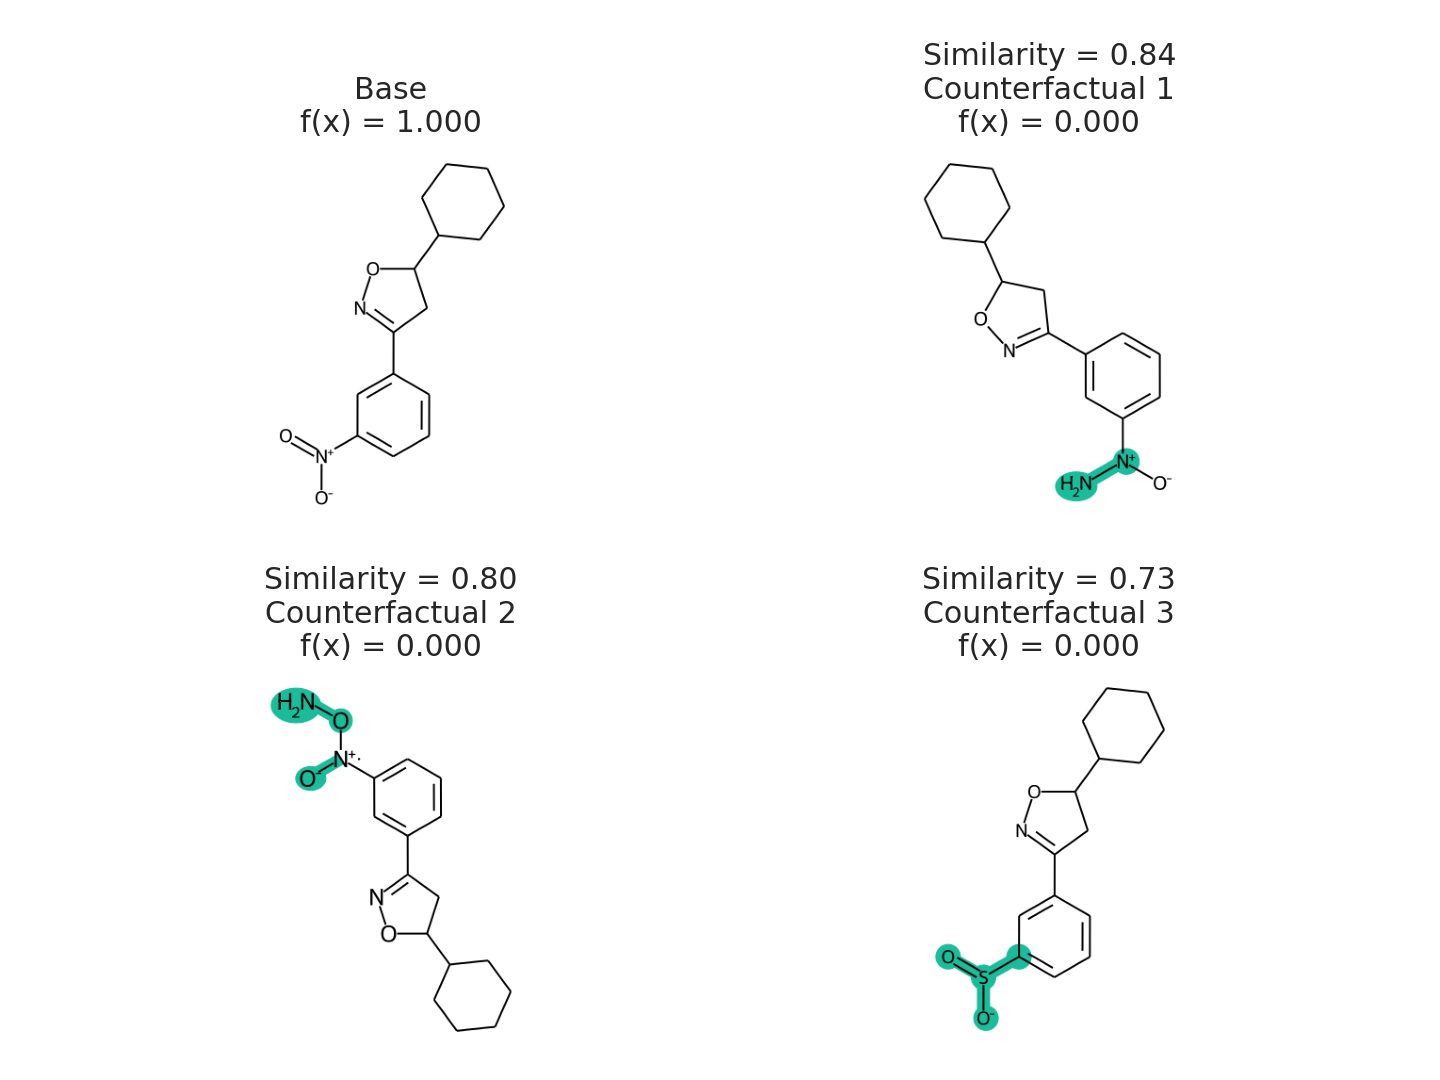 Base
f(x) = 1.000
O
N
O
N+
O-
Similarity = 0.84
Counterfactual 1
f(x) = 0.000
O
N
N+
H2N
O-
Similarity = 0.80
Counterfactual 2
f(x) = 0.000
H2N
O
N+·
O-
N
O
Similarity = 0.73
Counterfactual 3
f(x) = 0.000
O
N
O
S
O-